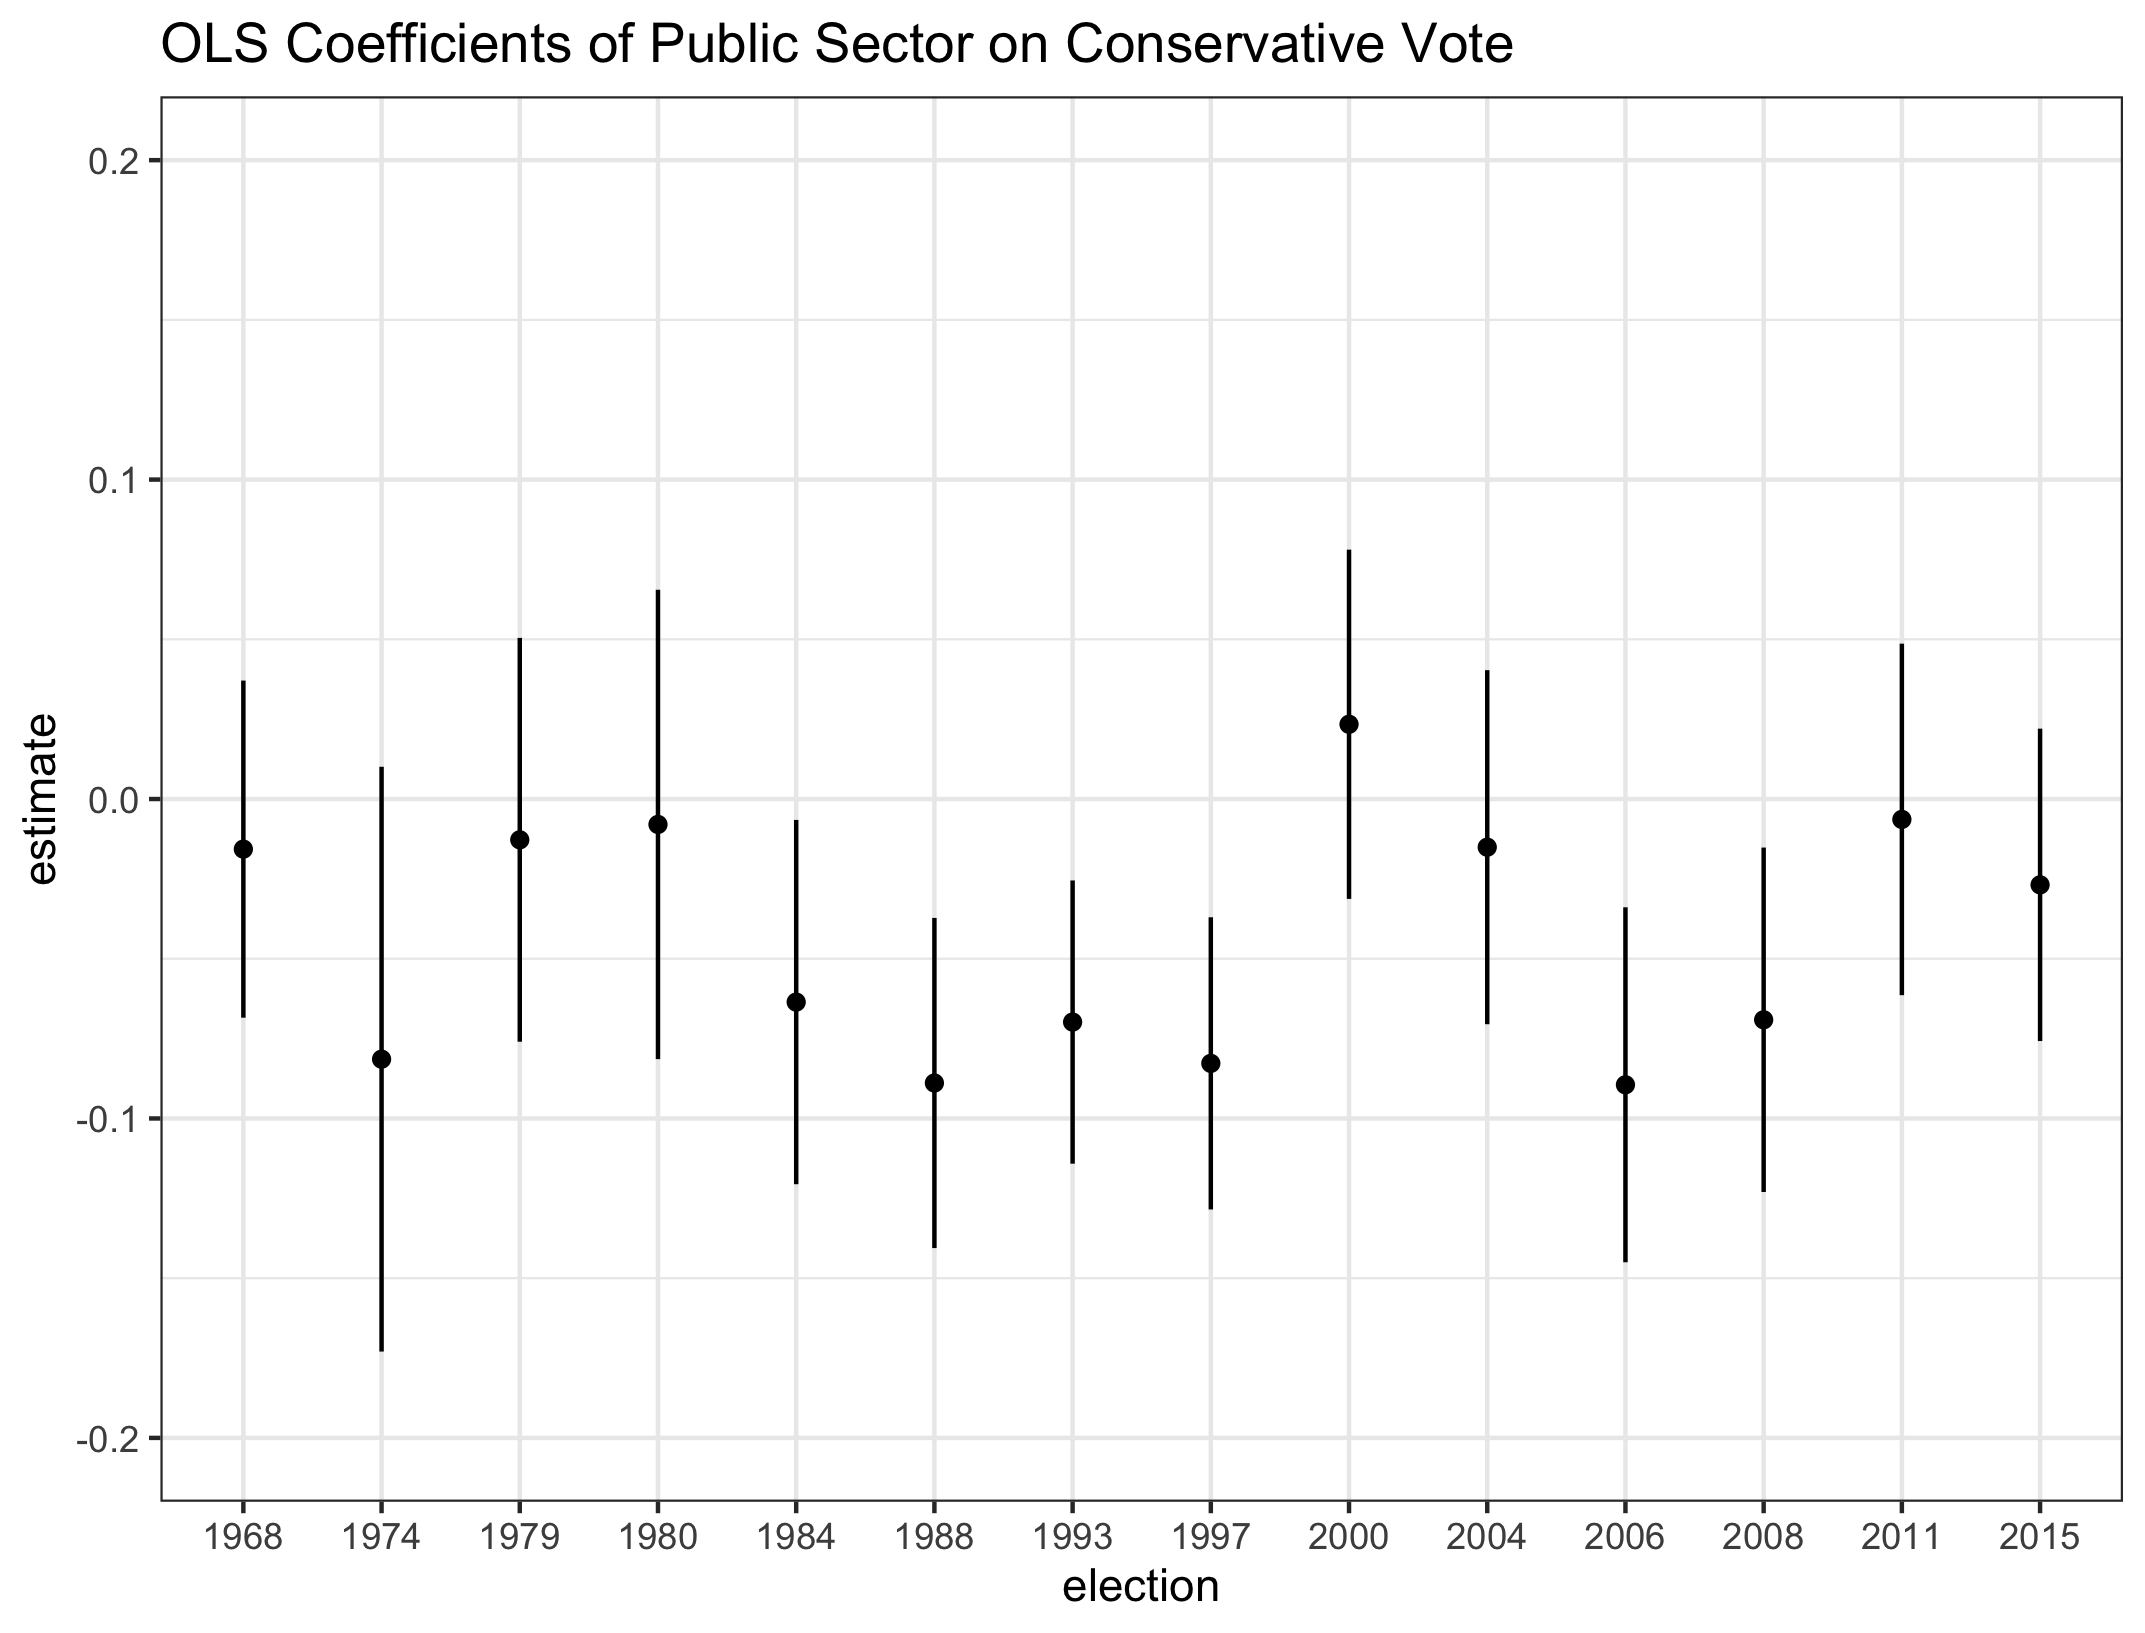 OLS Coefficients of Public Sector on Conservative Vote
estimate
0.2
0.1
0.0
-0.1
-0.2
1968 1974 1979 1980 1984 1988 1993 1997 2000 2004 2006 2008 2011 2015
election